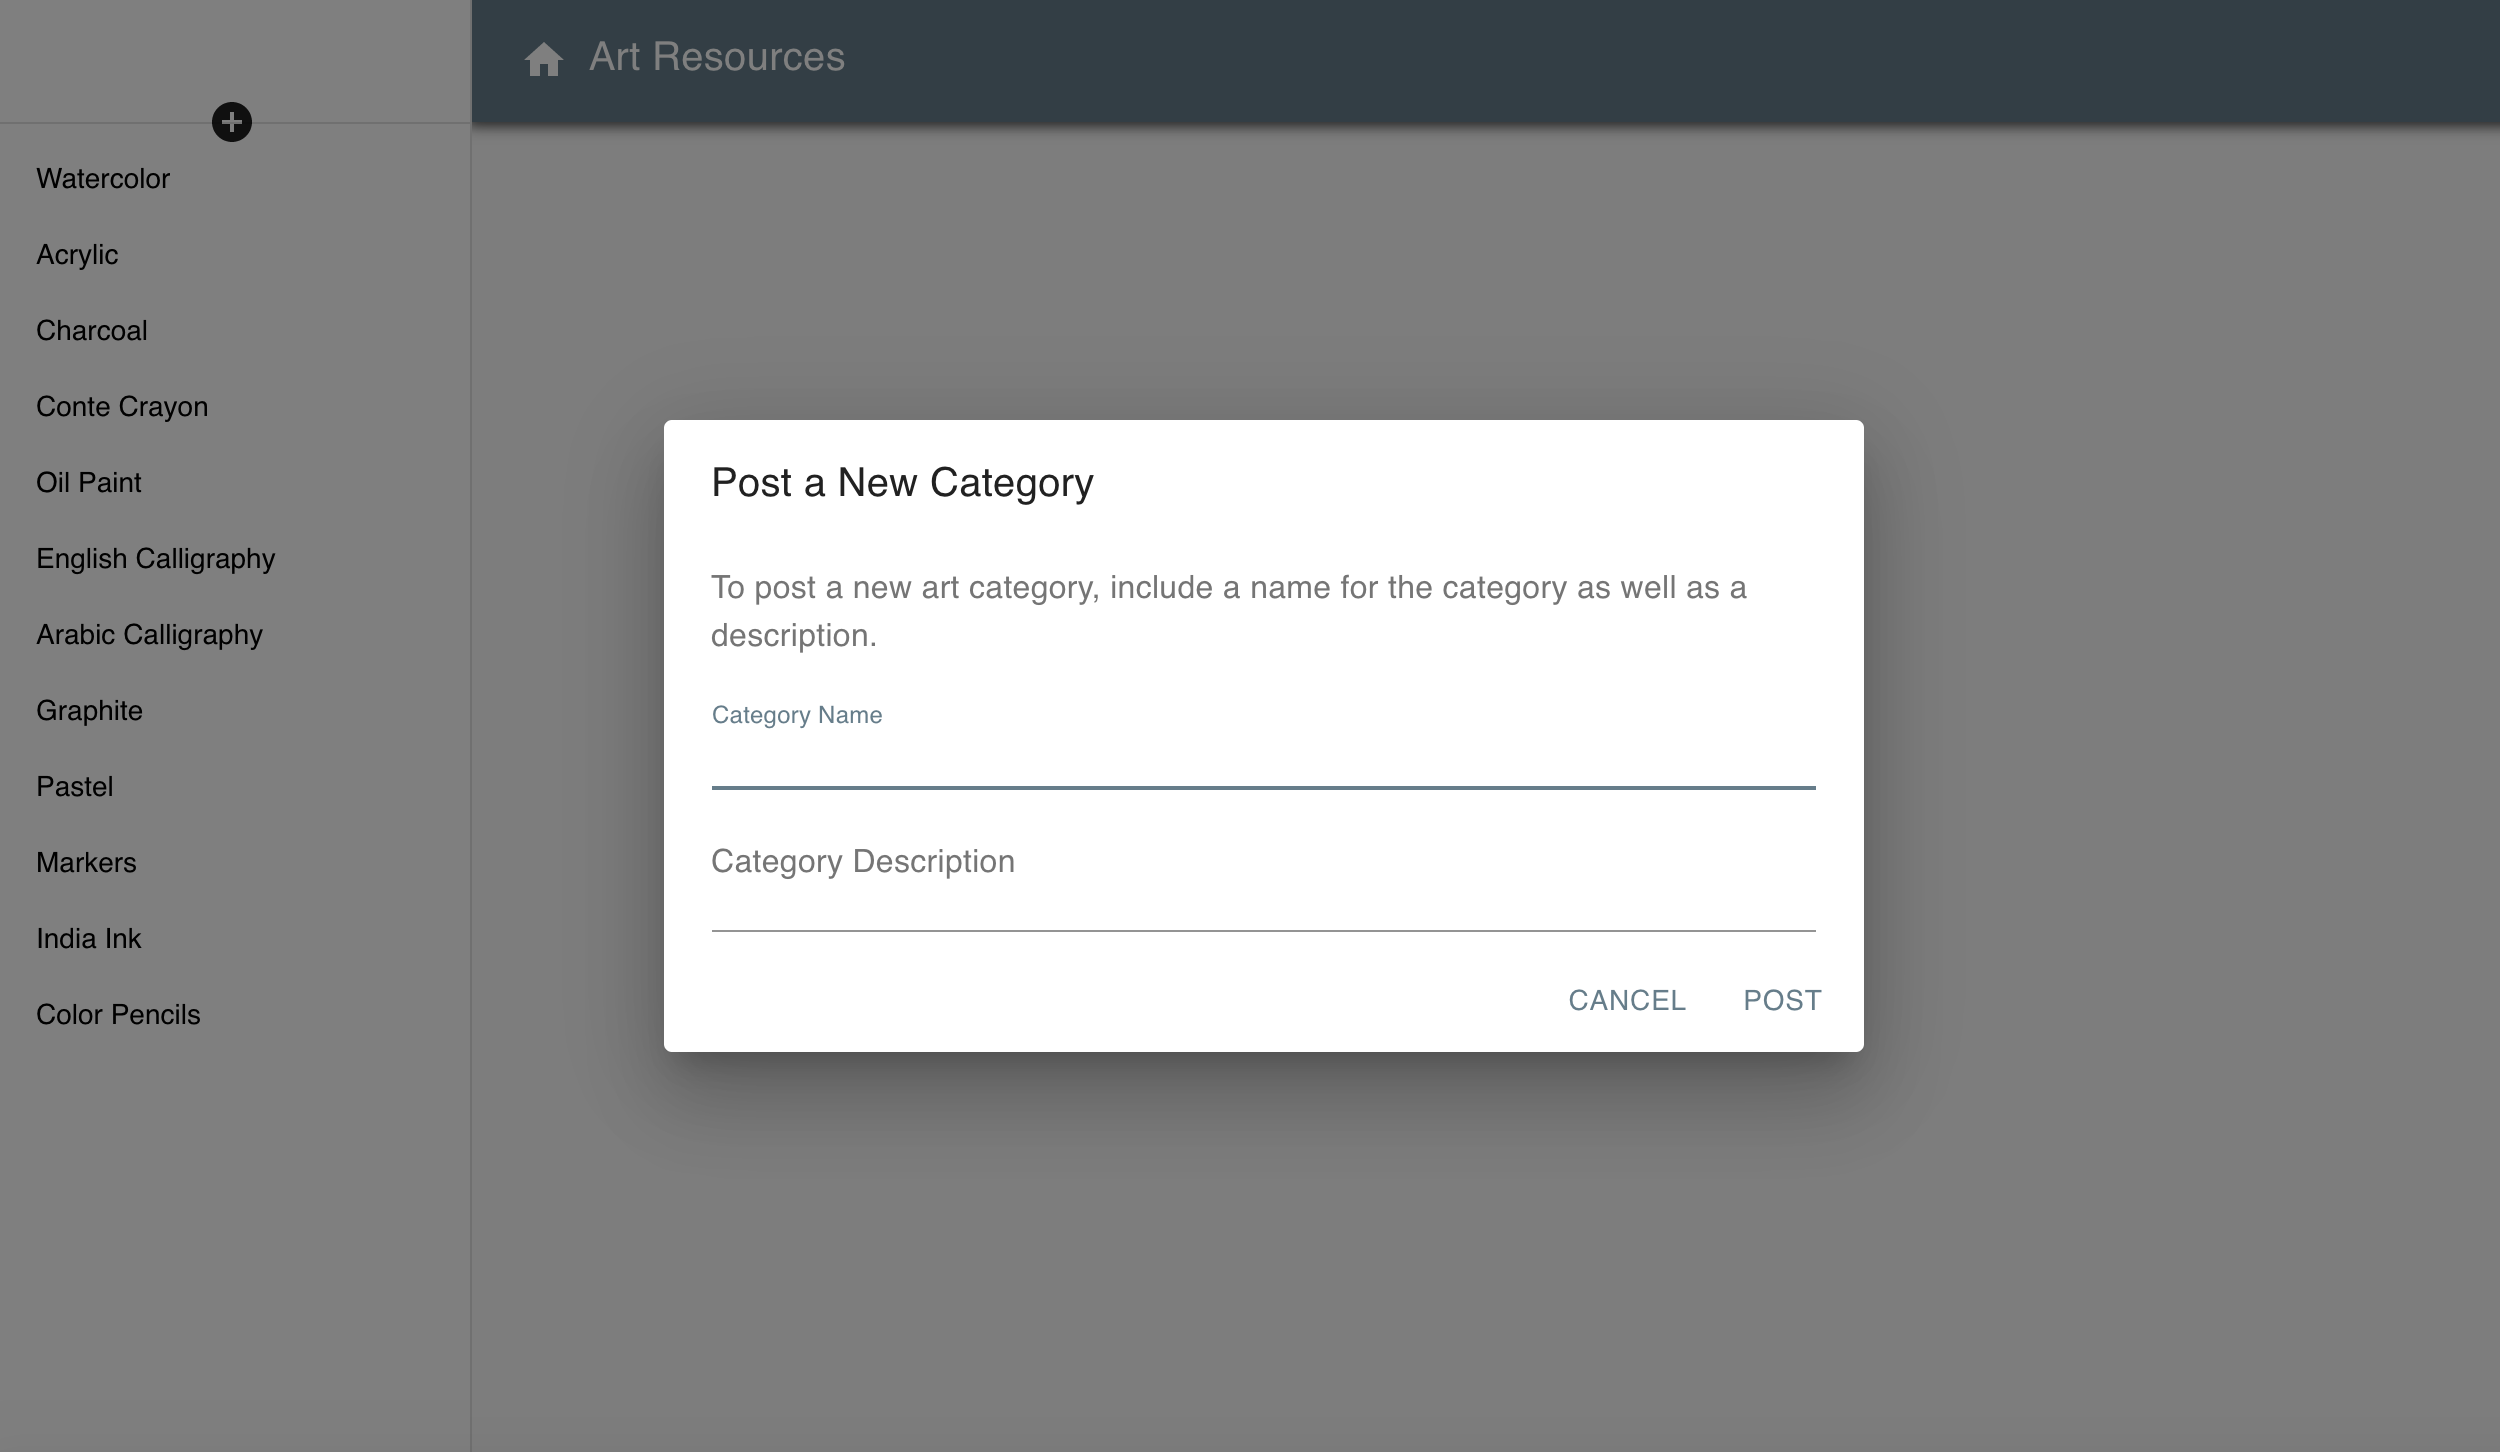 Art Resources
Watercolor
Acrylic
Charcoal
Conte Crayon
Oil Paint
English Calligraphy
Arabic Calligraphy
Graphite
Pastel
Markers
India Ink
Color Pencils
Post a New Category
To post a new art category, include a name for the category as well as a
description.
Category Name
Category Description
CANCEL POST